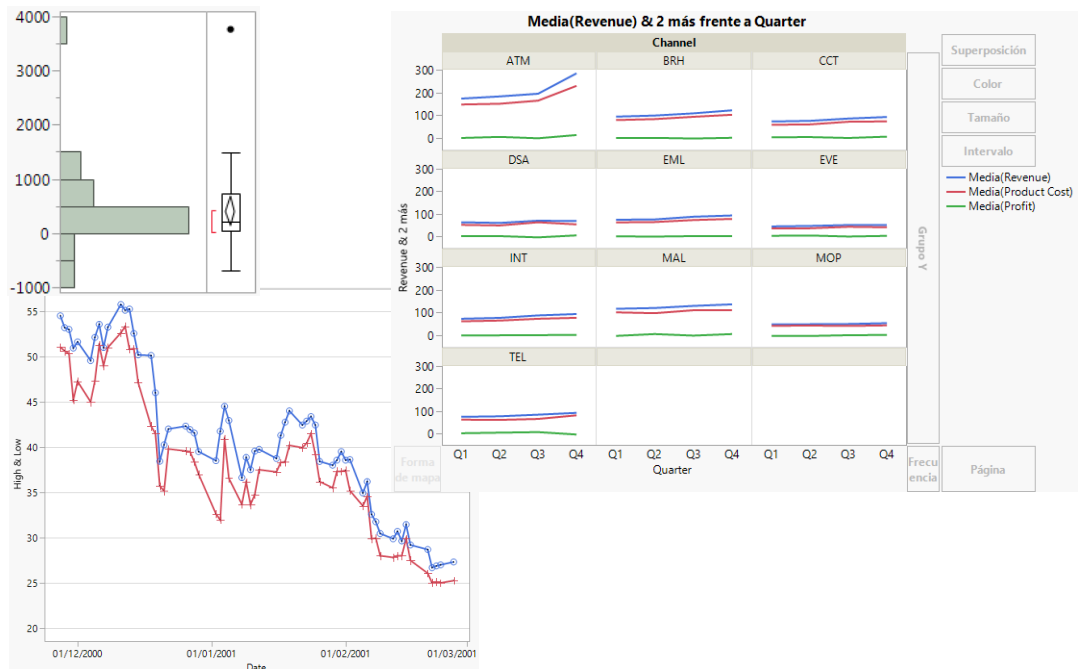 4000
3000
2000
1000
0
-1000
Media(Revenue) & 2 más frente a Quarter
Channel
ATM BRH CCT
300
200
100
0
DSA EML EVE
300
200
100
0
INT MAL MOP
300
200
100
0
TEL
300
200
100
0
Revenue & 2 más
Q1 Q2 Q3 Q4 Q1 Q2 Q3 Q4 Q1 Q2 Q3 Q4
Quarter
Grupo Y
Forma
de mapa
Frecu
encia
Página
Superposición
Color
Tamaño
Intervalo
Media(Revenue)
Media(Product Cost)
Media(Profit)
High & Low
55
50
45
40
35
30
25
20
01/12/2000 01/01/2001 01/02/2001 01/03/2001
Date